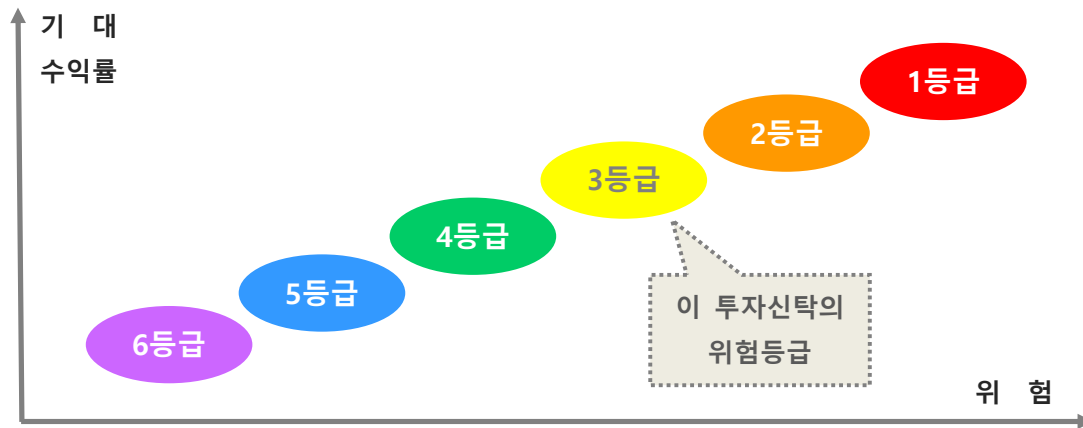 기 대
수익률
1등급
2등급
3등급
4등급
5등급
6등급
이 투자신탁의
위험등급
위 험